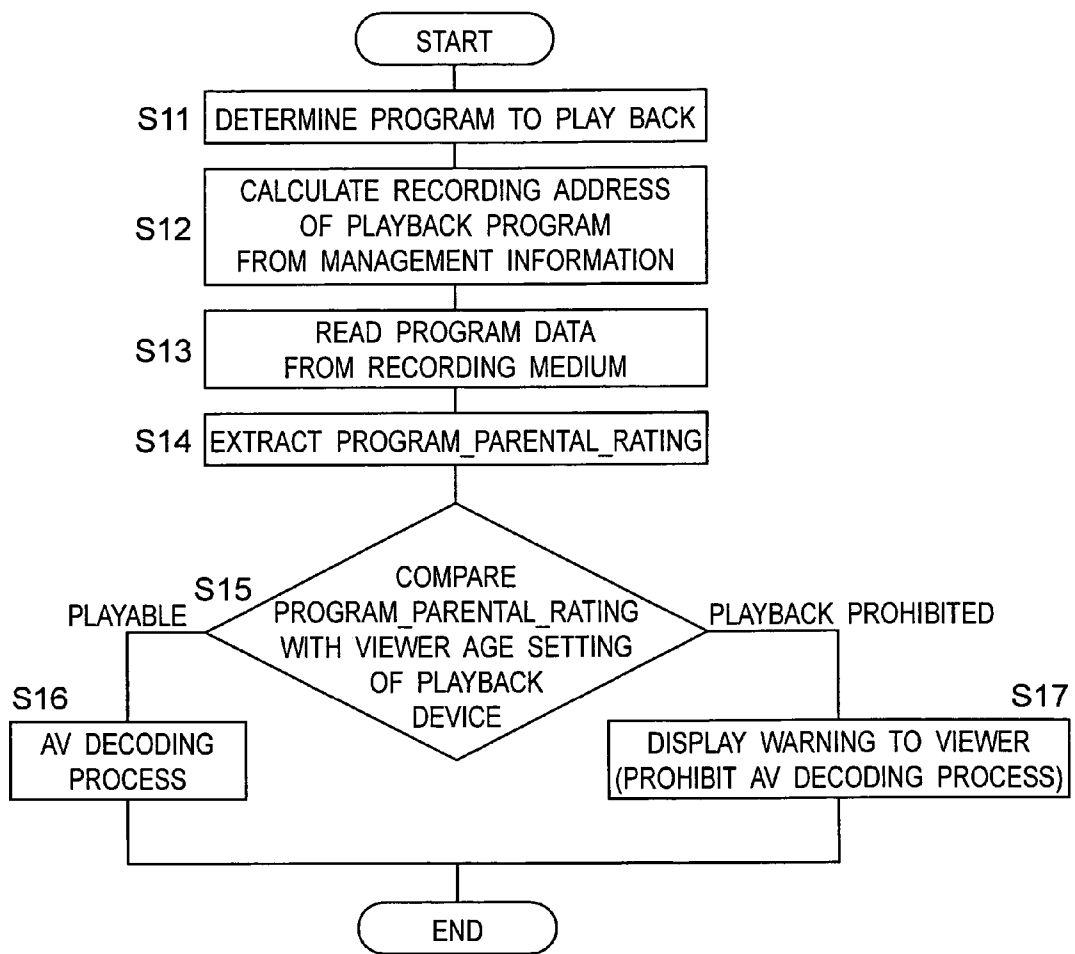 START
S11
DETERMINE PROGRAM TO PLAY BACK
S12
CALCULATE RECORDING ADDRESS
OF PLAYBACK PROGRAM
FROM MANAGEMENT INFORMATION
S13
READ PROGRAM DATA
FROM RECORDING MEDIUM
S14
EXTRACT PROGRAM_PARENTAL_RATING
S15
COMPARE
PROGRAM_PARENTAL_RATING
WITH VIEWER AGE SETTING
OF PLAYBACK
DEVICE
PLAYABLE
PLAYBACK PROHIBITED
S16
AV DECODING
PROCESS
S17
DISPLAY WARNING TO VIEWER
(PROHIBIT AV DECODING PROCESS)
END